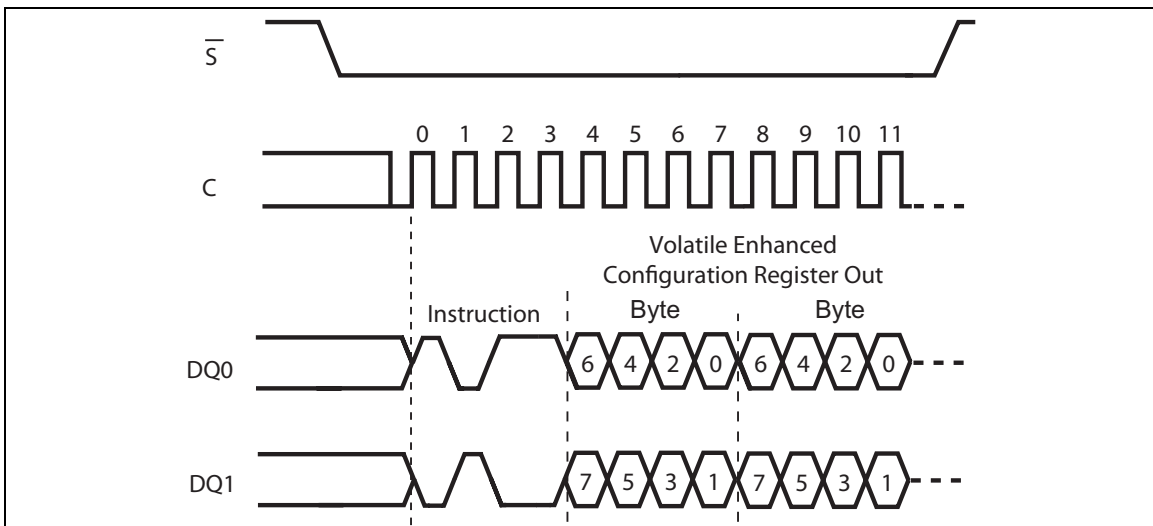 S
0 1 2 3 4 5 6 7 8 9 10 11
C
Volatile Enhanced
Configuration Register Out
Instruction Byte Byte
DQ0 6 4 2 0 6 4 2 0
DQ1 7 5 3 1 7 5 3 1